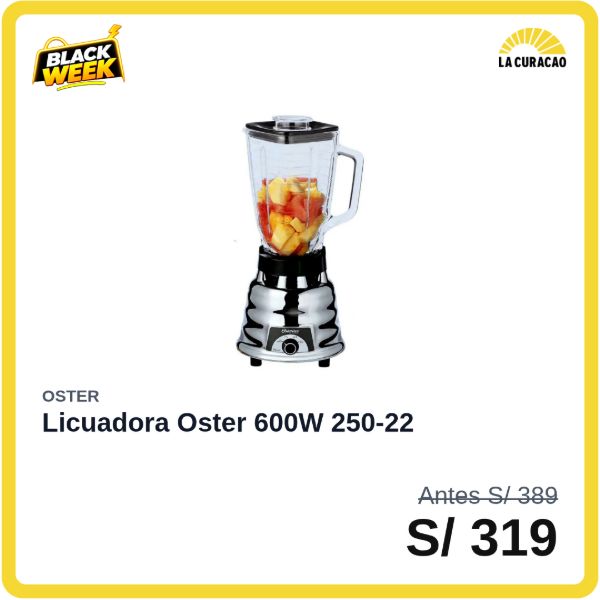 BLACK
WEEK
LA CURACAO
OSTER
Licuadora Oster 600W 250-22
Antes S/ 389
S/ 319